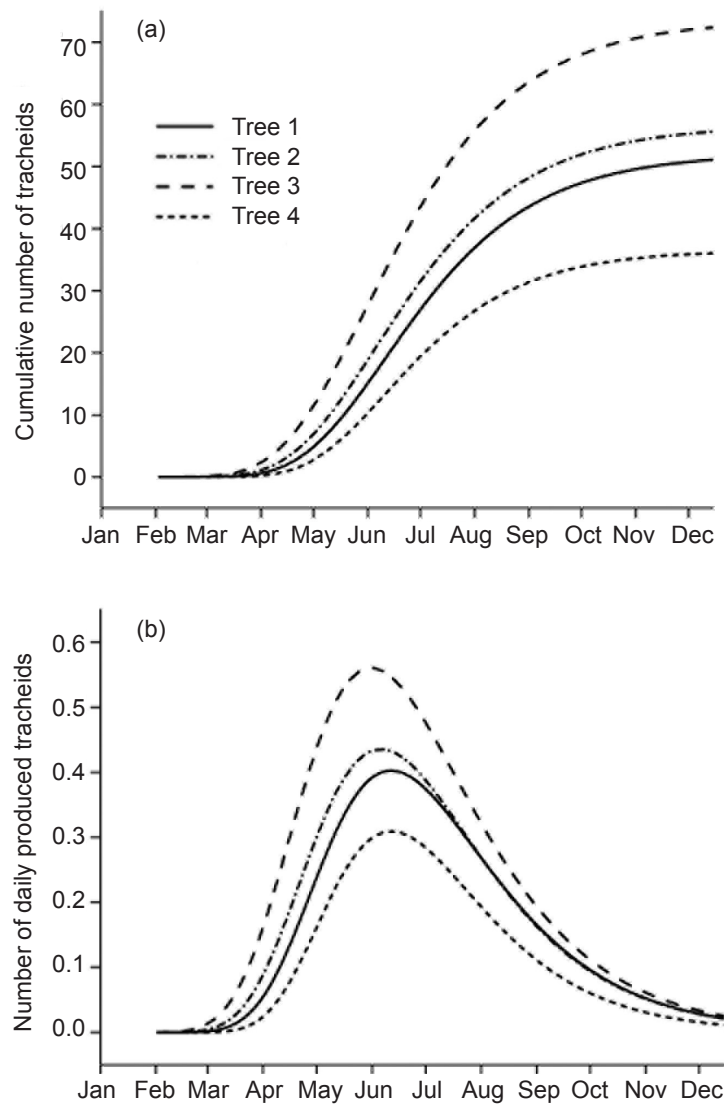 (a)
Cumulative number of tracheids
70
60
50
40
30
20
10
0
Tree 1
Tree 2
Tree 3
Tree 4
Jan Feb Mar Apr May Jun Jul Aug Sep Oct Nov Dec
(b)
Number of daily produced tracheids
0.6
0.5
0.4
0.3
0.2
0.1
0.0
Jan Feb Mar Apr May Jun Jul Aug Sep Oct Nov Dec